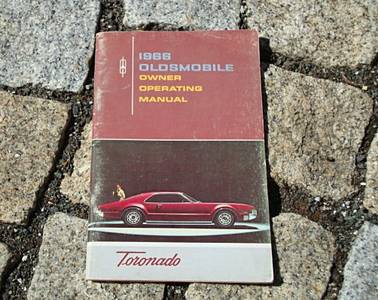 1966
OLDSMOBILE
OWNER
OPERATING
MANUAL
Toronado